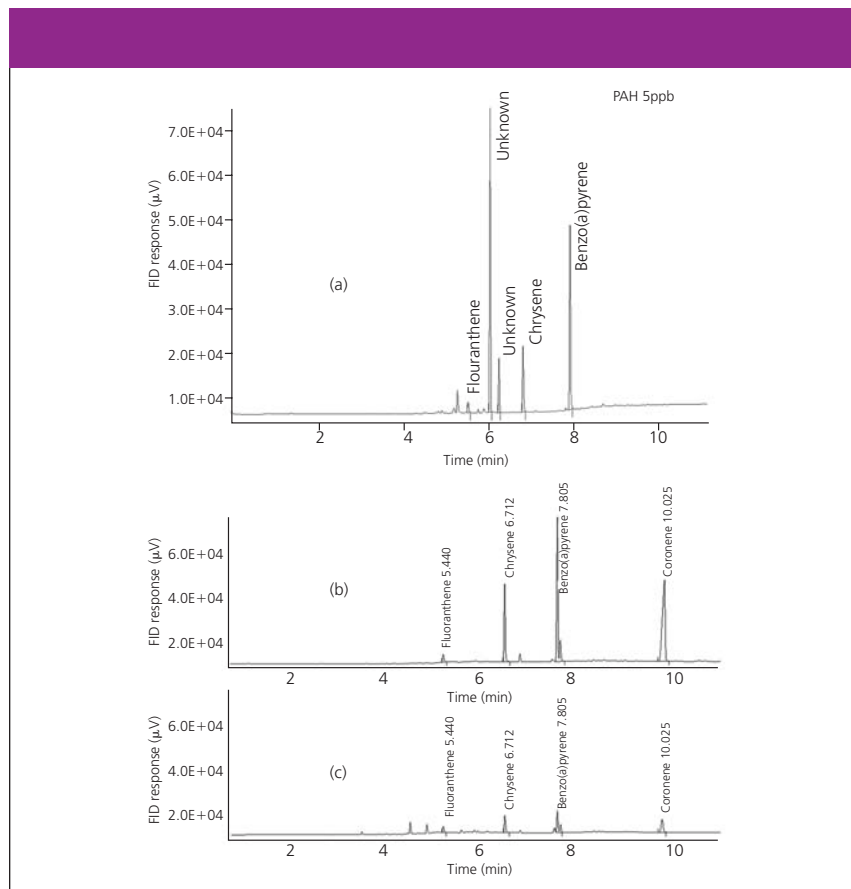 PAH 5ppb
FID response (µV)
7.0E+04
6.0E+04
5.0E+04
4.0E+04
3.0E+04
2.0E+04
1.0E+04
(a)
Flouranthene
Unknown
Unknown
Chrysene
Benzo(a)pyrene
2 4 6 8 10
Time (min)
FID response (µV)
6.0E+04
4.0E+04
2.0E+04
(b)
Fluoranthene 5.440
Chrysene 6.712
Benzo(a)pyrene 7.805
Coronene 10.025
2 4 6 8 10
Time (min)
FID response (µV)
6.0E+04
4.0E+04
2.0E+04
(c)
Fluoranthene 5.440
Chrysene 6.712
Benzo(a)pyrene 7.805
Coronene 10.025
2 4 6 8 10
Time (min)